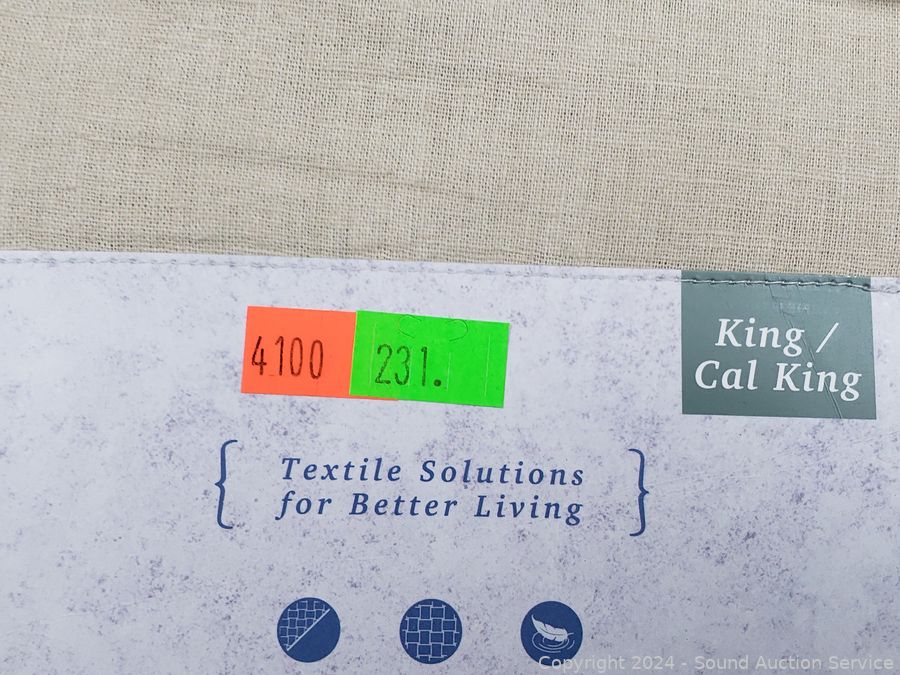 4100 231.
King /
Cal King
Textile Solutions
for Better Living
Copyright 2024 - Sound Auction Service